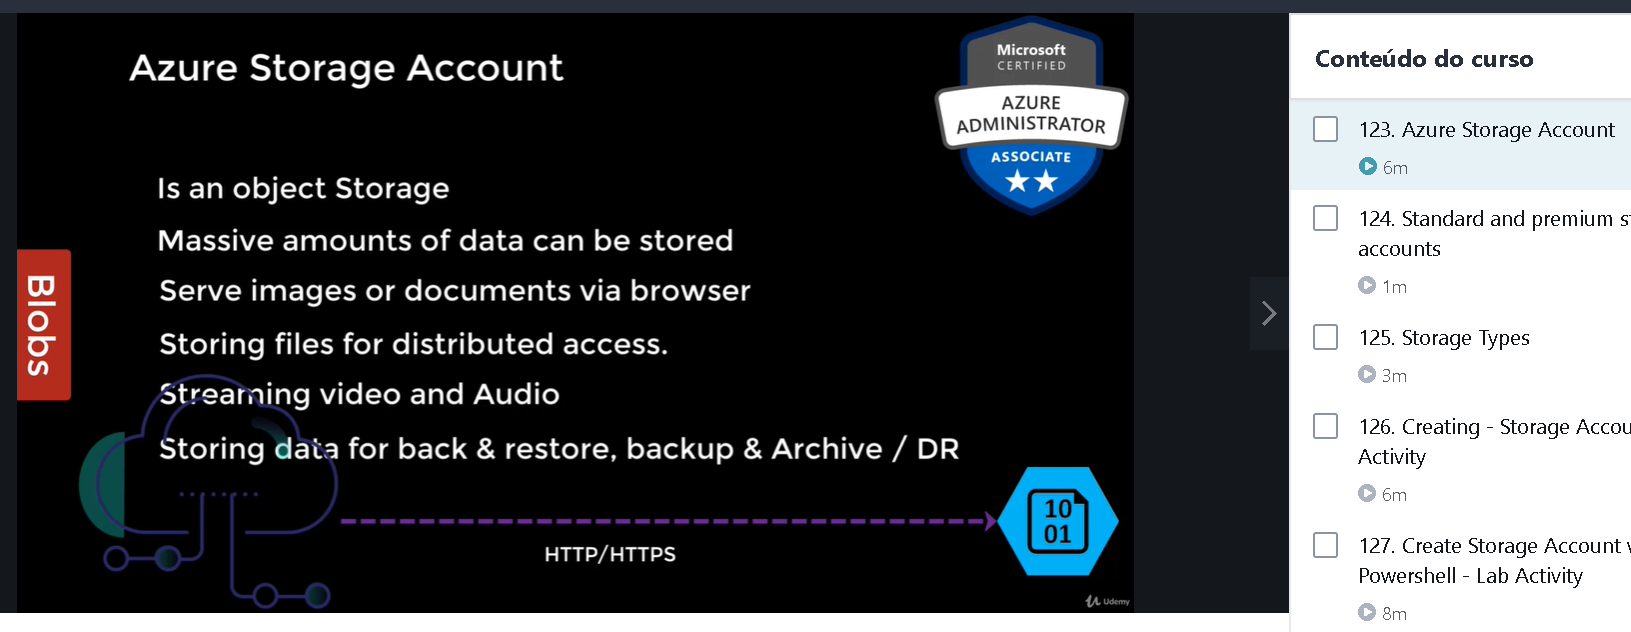 Azure Storage Account
Microsoft
CERTIFIED
AZURE
ADMINISTRATOR
ASSOCIATE
Is an object Storage
Massive amounts of data can be stored
Serve images or documents via browser
Storing files for distributed access.
Streaming video and Audio
Storing data for back & restore, backup & Archive / DR
Blobs
10
01
HTTP/HTTPS
Udemy
Conteúdo do curso
123. Azure Storage Account
6m
124. Standard and premium st
accounts
1m
125. Storage Types
3m
126. Creating - Storage Accou
Activity
6m
127. Create Storage Account v
Powershell - Lab Activity
8m